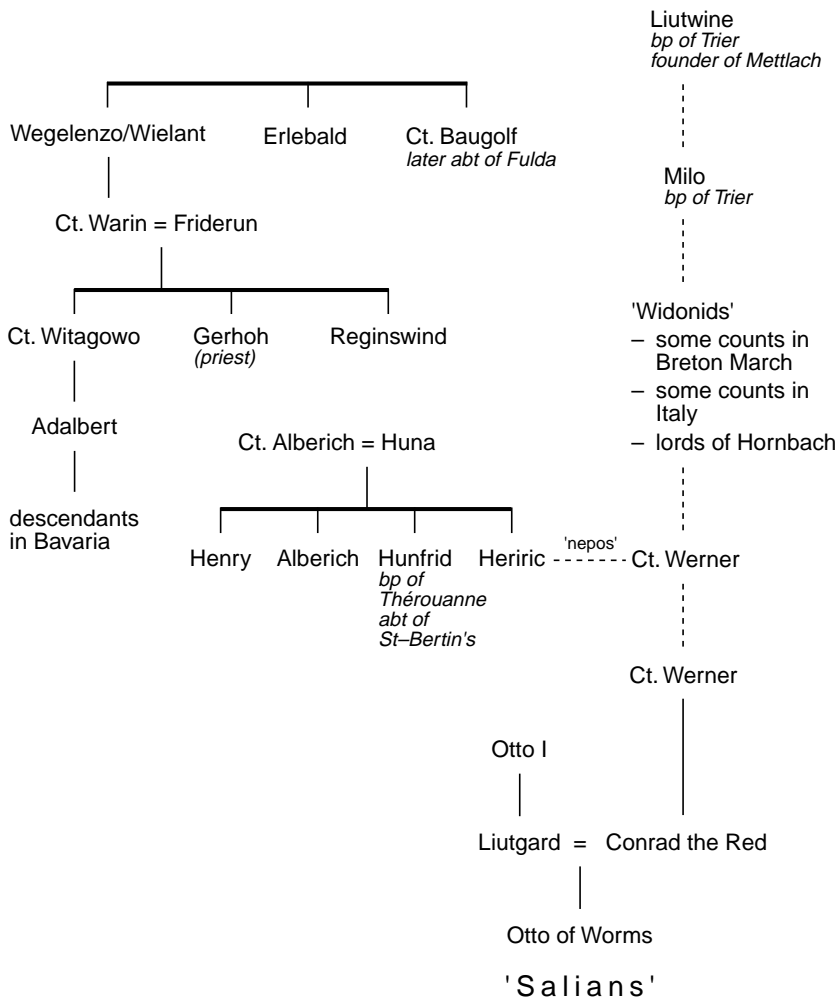 Liutwine
bp of Trier
founder of Mettlach
Wegelenzo/Wielant
Erlebald
Ct. Baugolf
later abt of Fulda
Milo
bp of Trier
Ct. Warin = Friderun
'Widonids'
– some counts in
Breton March
– some counts in
Italy
– lords of Hornbach
Ct. Witagowo
Gerhoh
(priest)
Reginswind
Adalbert
Ct. Alberich = Huna
descendants
in Bavaria
Henry
Alberich
Hunfrid
bp of
Thérouanne
abt of
St–Bertin's
Heriric
'nepos'
Ct. Werner
Ct. Werner
Otto I
Liutgard = Conrad the Red
Otto of Worms
'Salians'